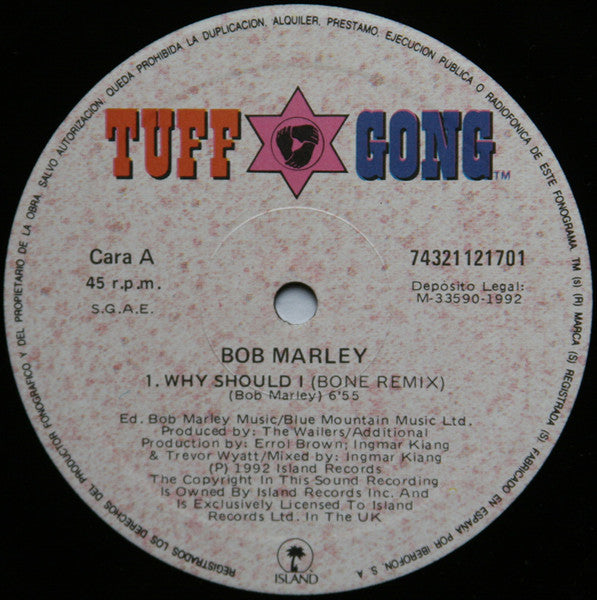 REGISTRADOS LOS DERECHOS DEL PRODUCTOR FONOGRAFICO Y DEL PROPIETARIO DE LA OBRA. SALVO AUTORIZACION: QUEDA PROHIBIDA LA DUPLICACION, ALQUILER, PRESTAMO, EJECUCION PUBLICA O RADIOFONICA DE ESTE FONOGRAMA. TM (s) (R) MARCA (S) REGISTRADA (S). FABRICADO EN ESPAÑA POR IBEROFON, S. A.
TUFF GONG TM
Cara A 74321121701
45 r.p.m. Depósito Legal:
S.G.A.E. M-33590-1992
BOB MARLEY
1. WHY SHOULD I (BONE REMIX)
(Bob Marley) 6'55
Ed. Bob Marley Music/Blue Mountain Music Ltd.
Produced by: The Wailers/Additional
Production by: Errol Brown; Ingmar Kiang
& Trevor Wyatt/Mixed by: Ingmar Kiang
(P) 1992 Island Records
The Copyright In This Sound Recording
Is Owned By Island Records Inc. And
Is Exclusively Licensed To Island
Records Ltd. In The UK
ISLAND